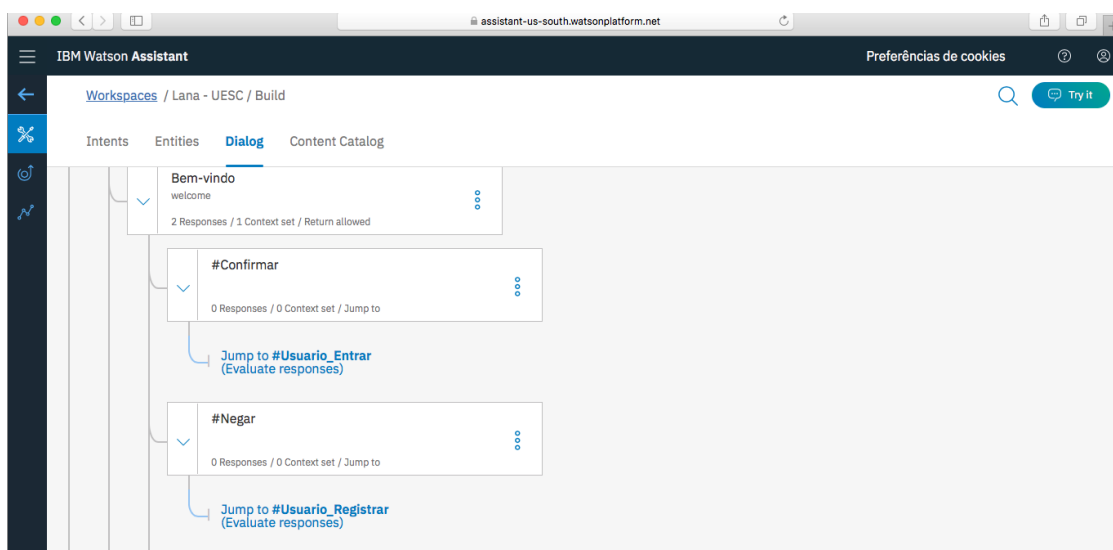 assistant-us-south.watsonplatform.net
IBM Watson Assistant
Preferências de cookies
Workspaces / Lana - UESC / Build
Try it
Intents Entities Dialog Content Catalog
Bem-vindo
welcome
2 Responses / 1 Context set / Return allowed
#Confirmar
0 Responses / 0 Context set / Jump to
Jump to #Usuario_Entrar
(Evaluate responses)
#Negar
0 Responses / 0 Context set / Jump to
Jump to #Usuario_Registrar
(Evaluate responses)